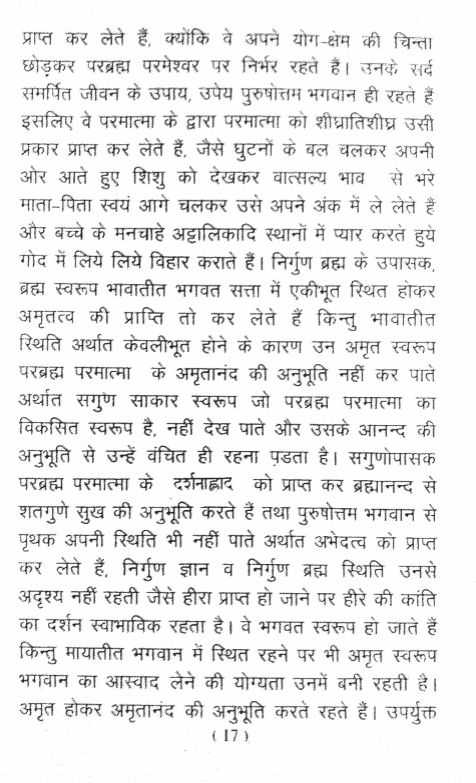 प्राप्त कर लेते हैं, क्योंकि वे अपने योग-क्षेम की चिन्ता
छोड़कर परब्रह्म परमेश्वर पर निर्भर रहते हैं। उनके सर्व
समर्पित जीवन के उपाय, उपेय पुरुषोत्तम भगवान ही रहते हैं
इसलिए वे परमात्मा के द्वारा परमात्मा को शीघ्रातिशीघ्र उसी
प्रकार प्राप्त कर लेते हैं, जैसे घुटनों के बल चलकर अपनी
ओर आते हुए शिशु को देखकर वात्सल्य भाव से भरे
माता-पिता स्वयं आगे चलकर उसे अपने अंक में ले लेते हैं
और बच्चे के मनचाहे अट्टालिकादि स्थानों में प्यार करते हुये
गोद में लिये लिये विहार कराते हैं। निर्गुण ब्रह्म के उपासक,
ब्रह्म स्वरूप भावातीत भगवत सत्ता में एकीभूत स्थित होकर
अमृतत्व की प्राप्ति तो कर लेते हैं किन्तु भावातीत
स्थिति अर्थात केवलीभूत होने के कारण उन अमृत स्वरूप
परब्रह्म परमात्मा के अमृतानंद की अनुभूति नहीं कर पाते
अर्थात सगुण साकार स्वरूप जो परब्रह्म परमात्मा का
विकसित स्वरूप है, नहीं देख पाते और उसके आनन्द की
अनुभूति से उन्हें वंचित ही रहना पडता है। सगुणोपासक
परब्रह्म परमात्मा के दर्शनाह्लाद को प्राप्त कर ब्रह्मानन्द से
शतगुणे सुख की अनुभूति करते हैं तथा पुरुषोत्तम भगवान से
पृथक अपनी स्थिति भी नहीं पाते अर्थात अभेदत्व को प्राप्त
कर लेते हैं, निर्गुण ज्ञान व निर्गुण ब्रह्म स्थिति उनसे
अदृश्य नहीं रहती जैसे हीरा प्राप्त हो जाने पर हीरे की कांति
का दर्शन स्वाभाविक रहता है। वे भगवत स्वरूप हो जाते हैं
किन्तु मायातीत भगवान में स्थित रहने पर भी अमृत स्वरूप
भगवान का आस्वाद लेने की योग्यता उनमें बनी रहती है।
अमृत होकर अमृतानंद की अनुभूति करते रहते हैं। उपर्युक्त
(17)